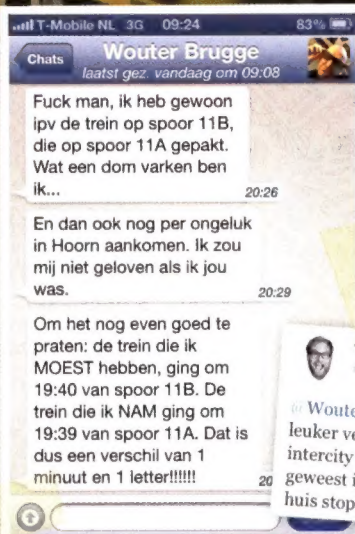 T-Mobile NL 3G 09:24 83%
Chats
Wouter Brugge
laatst gez. vandaag om 09:08
Fuck man, ik heb gewoon
ipv de trein op spoor 11B,
die op spoor 11A gepakt.
Wat een dom varken ben
ik...
20:26
En dan ook nog per ongeluk
in Hoorn aankomen. Ik zou
mij niet geloven als ik jou
was.
20:29
Om het nog even goed te
praten: de trein die ik
MOEST hebben, ging om
19:40 van spoor 11B. De
trein die ik NAM ging om
19:39 van spoor 11A. Dat is
dus een verschil van 1
minuut en 1 letter!!!!!!
20
@Woute
leuker ve
intercity
geweest i
huis stop